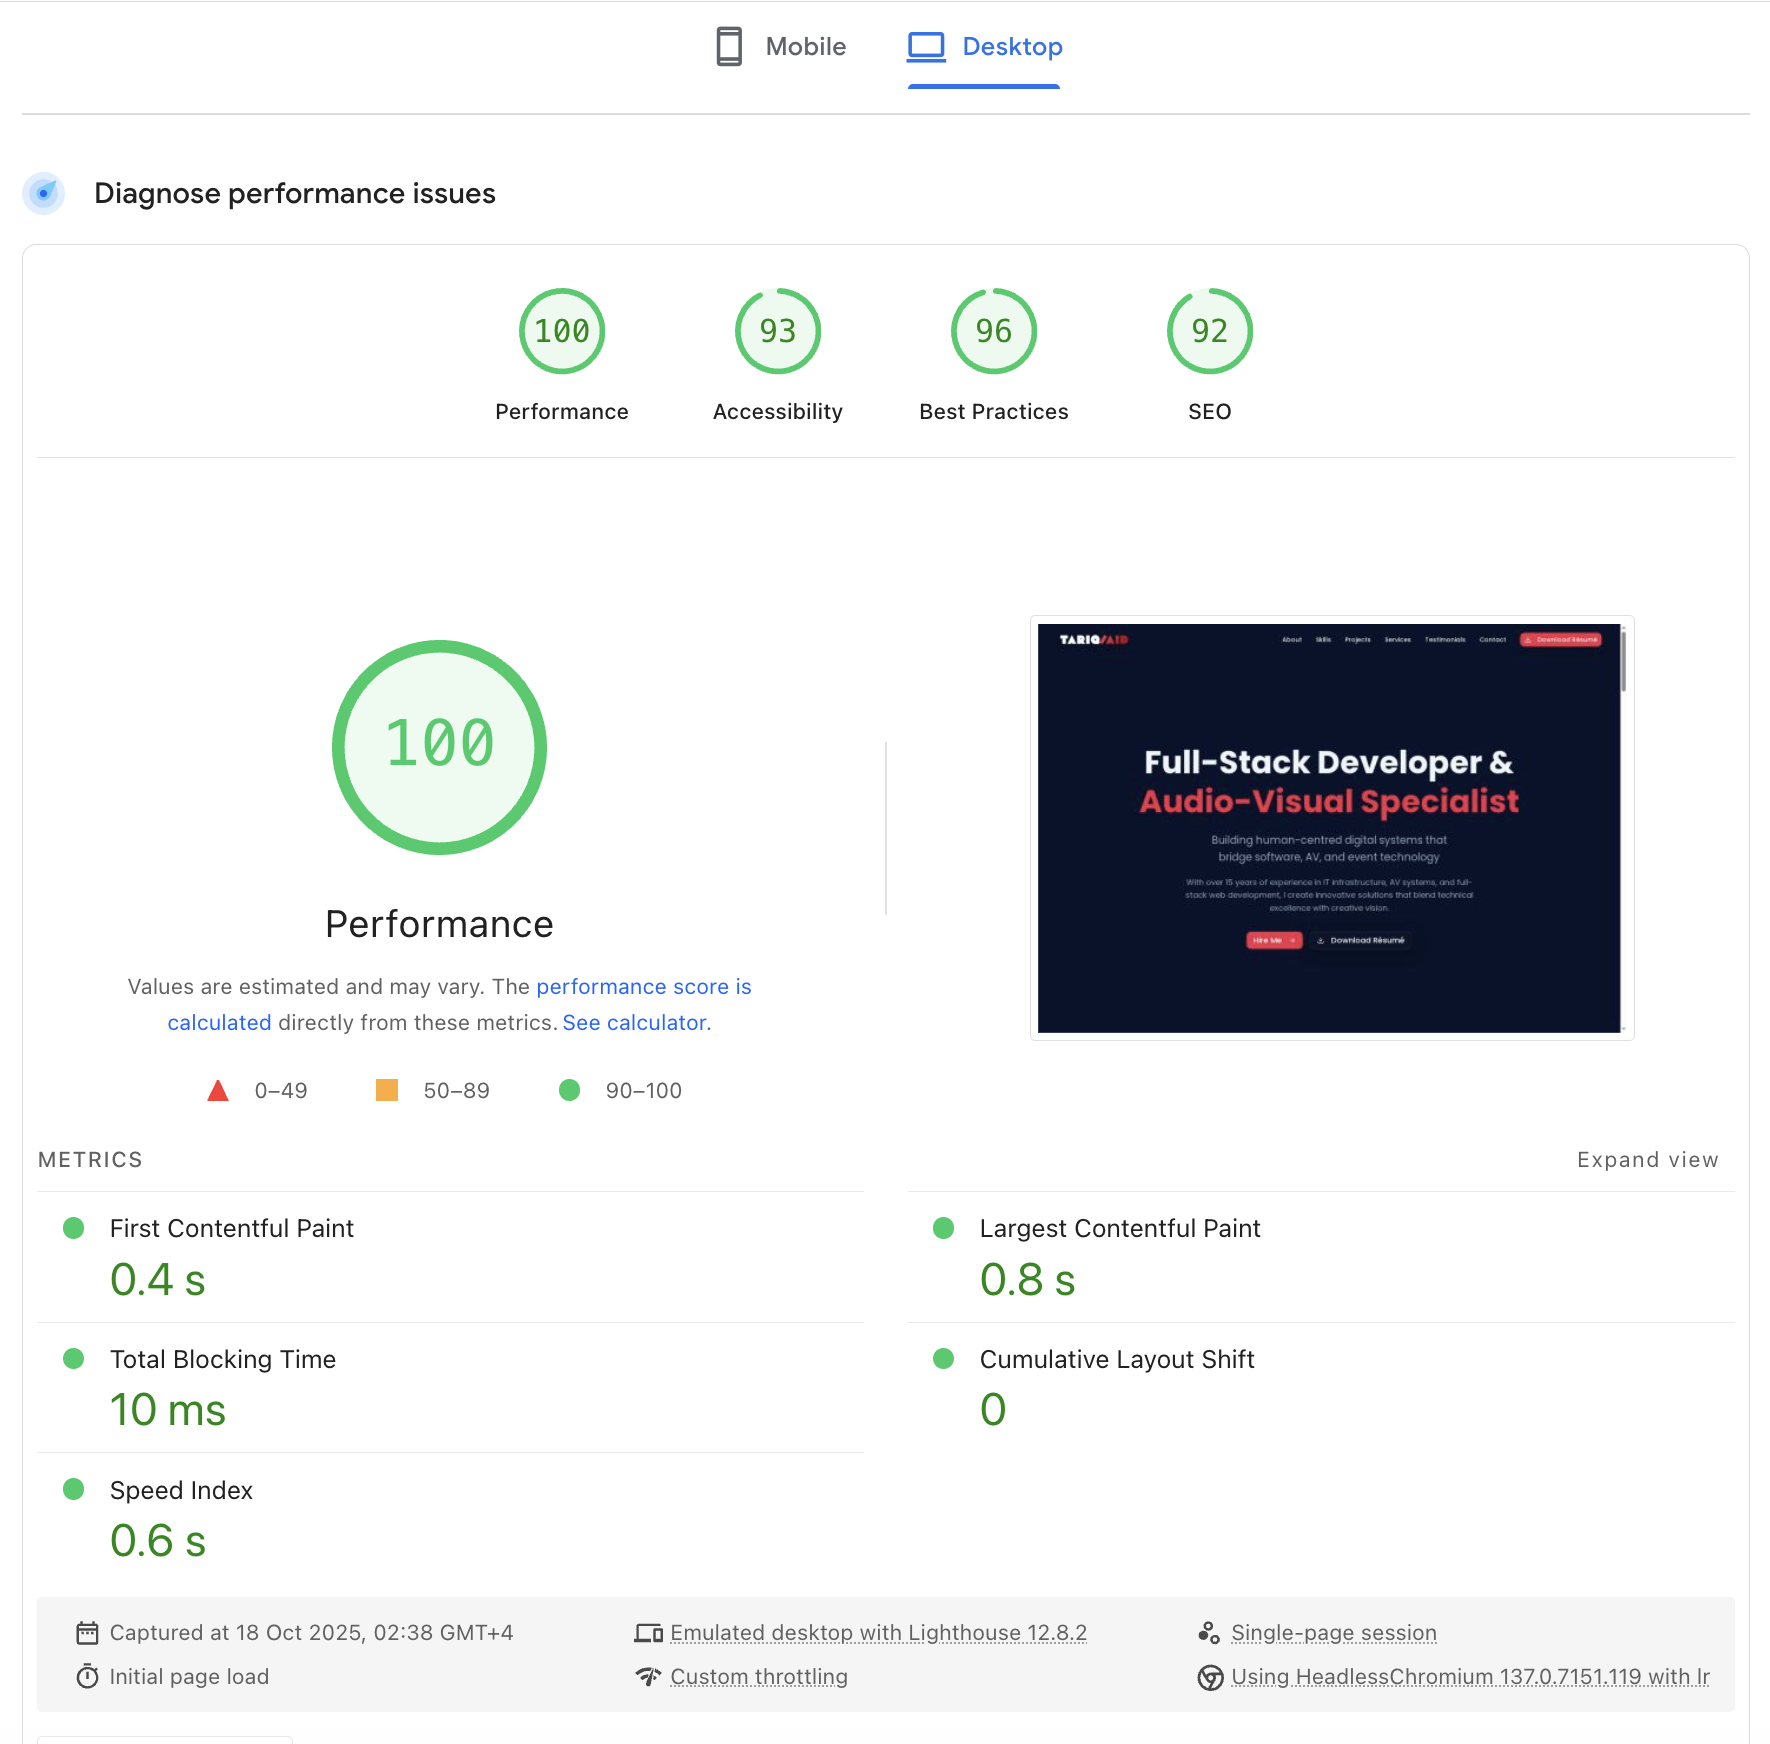 Mobile
Desktop
Diagnose performance issues
100
93
96
92
Performance
Accessibility
Best Practices
SEO
100
Performance
Values are estimated and may vary. The performance score is
calculated directly from these metrics. See calculator.
0–49
50–89
90–100
TARIQSAID
About
Skills
Projects
Services
Testimonials
Contact
Download Résumé
Full-Stack Developer &
Audio-Visual Specialist
Building human-centred digital systems that
bridge software, AV, and event technology
With over 15 years of experience in IT infrastructure, AV systems, and full-
stack web development, I create innovative solutions that blend technical
excellence with creative vision.
Hire Me →
Download Résumé
METRICS
Expand view
First Contentful Paint
0.4 s
Largest Contentful Paint
0.8 s
Total Blocking Time
10 ms
Cumulative Layout Shift
0
Speed Index
0.6 s
Captured at 18 Oct 2025, 02:38 GMT+4
Emulated desktop with Lighthouse 12.8.2
Single-page session
Initial page load
Custom throttling
Using HeadlessChromium 137.0.7151.119 with lr